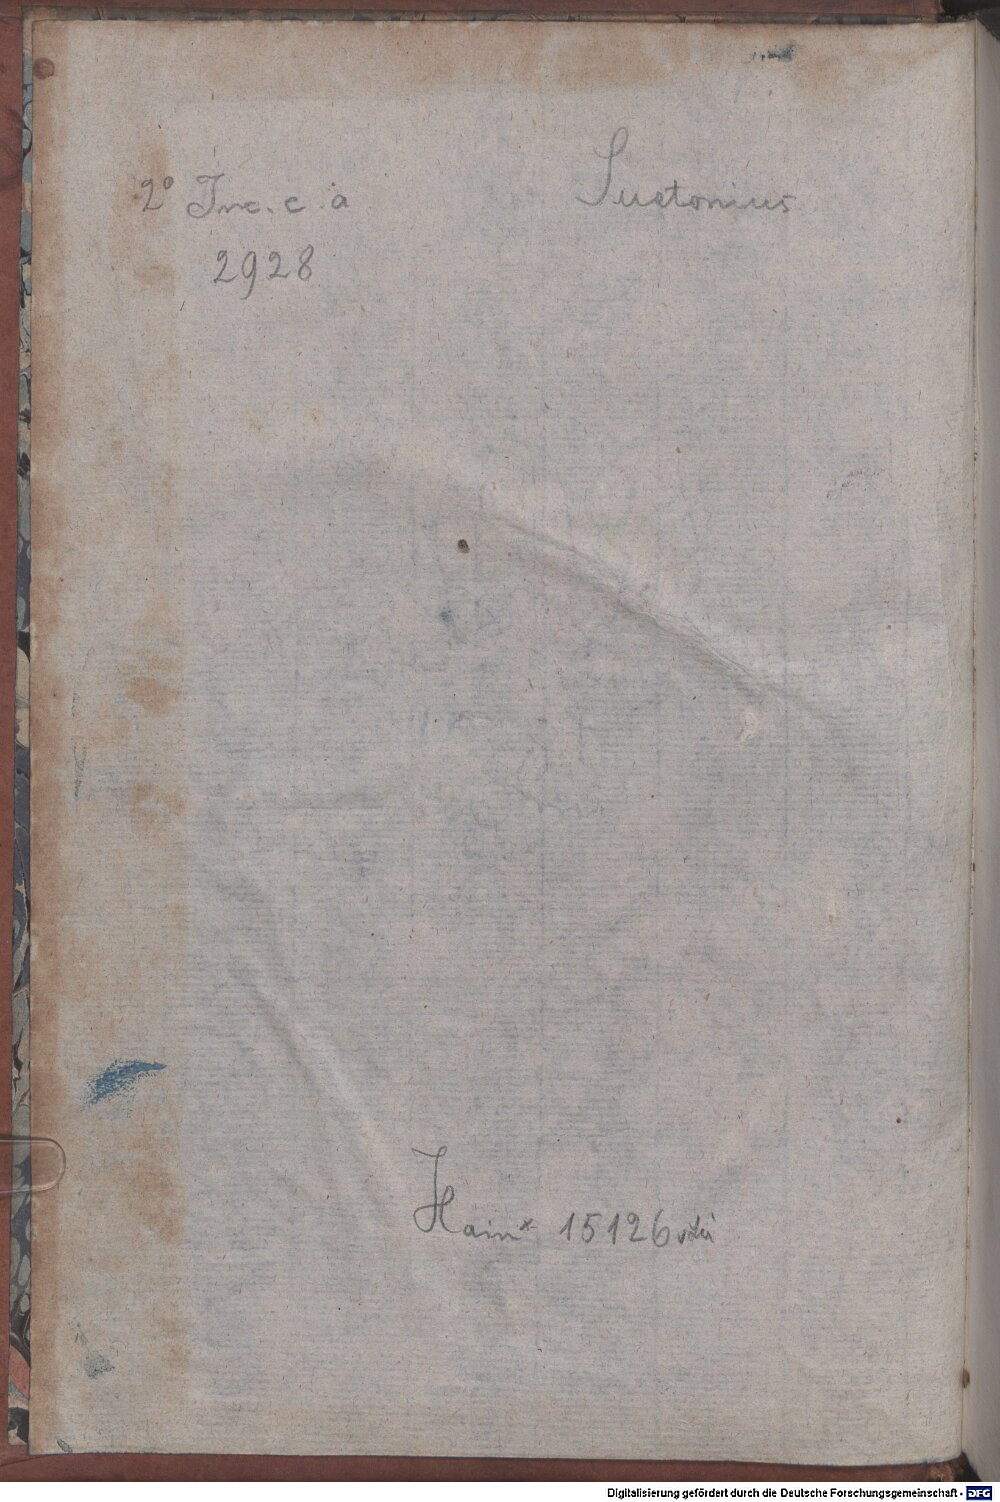 2° Inc. c. a
Suetonius
2928
Hain* 15126
Digitalisierung gefördert durch die Deutsche Forschungsgemeinschaft - DFG